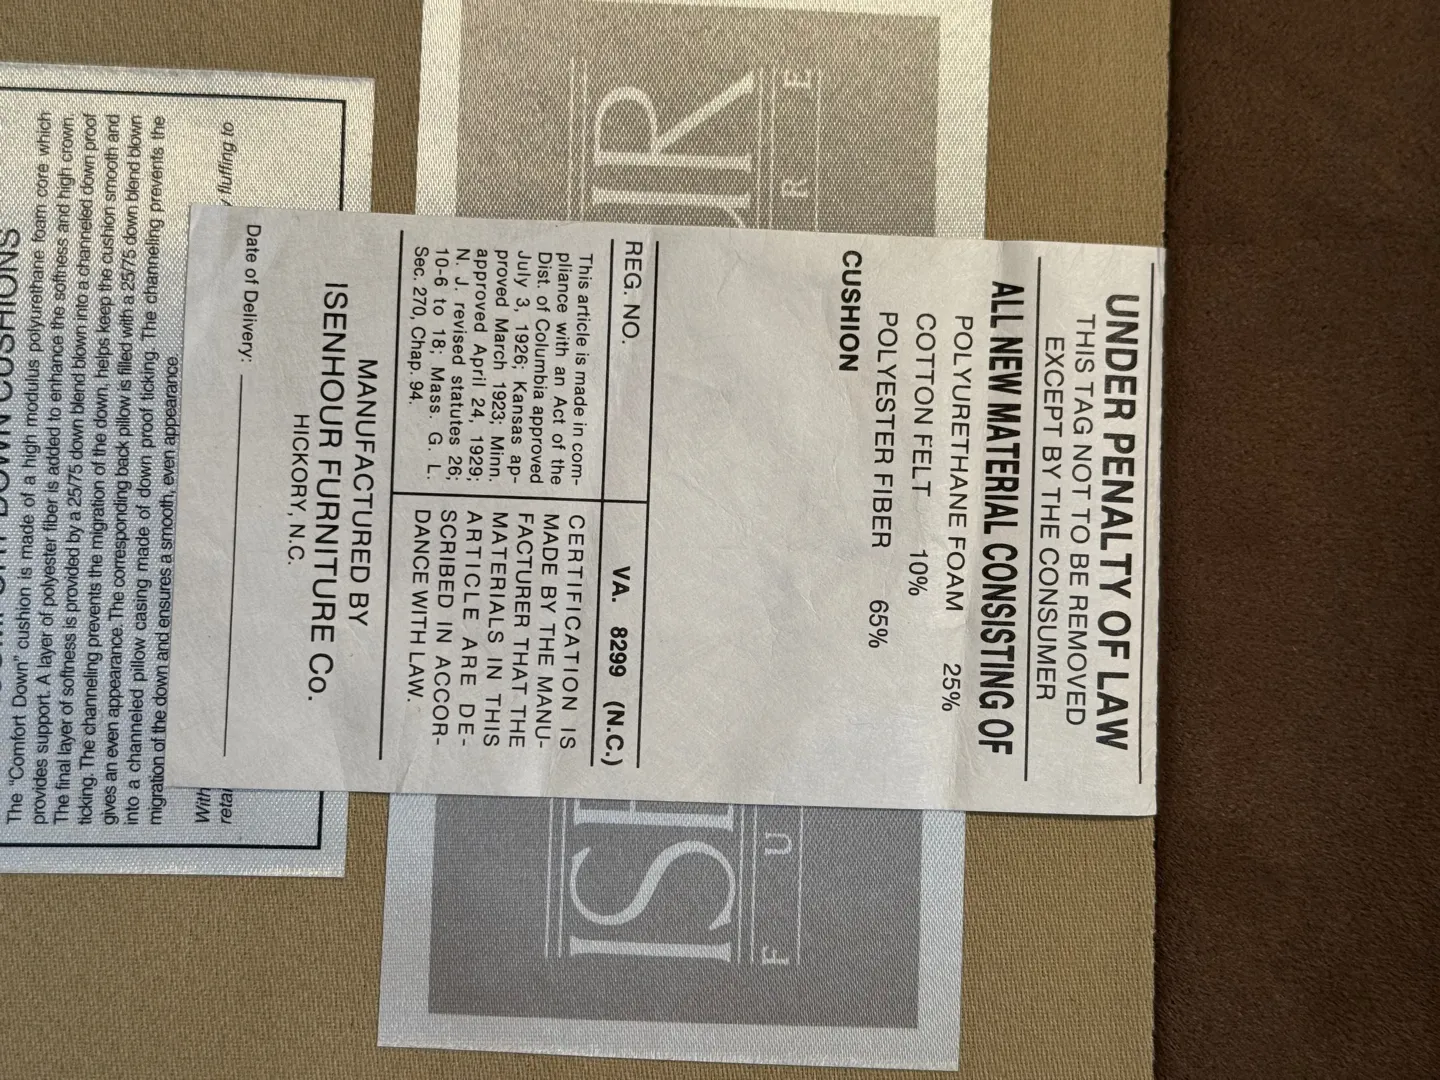 UNDER PENALTY OF LAW
THIS TAG NOT TO BE REMOVED
EXCEPT BY THE CONSUMER
ALL NEW MATERIAL CONSISTING OF
POLYURETHANE FOAM 25%
COTTON FELT 10%
POLYESTER FIBER 65%
CUSHION
REG. NO. VA. 8299 (N.C.)
This article is made in com-
pliance with an Act of the
Dist. of Columbia approved
July 3, 1926; Kansas ap-
proved March 1923; Minn.
approved April 24, 1929;
N. J. revised statutes 26;
10-6 to 18; Mass. G. L.
Sec. 270, Chap. 94.
CERTIFICATION IS
MADE BY THE MANU-
FACTURER THAT THE
MATERIALS IN THIS
ARTICLE ARE DE-
SCRIBED IN ACCOR-
DANCE WITH LAW.
MANUFACTURED BY
ISENHOUR FURNITURE CO.
HICKORY, N.C.
Date of Delivery:
DOWN CUSHIONS
The "Comfort Down" cushion is made of a high modulus polyurethane foam core which
provides support. A layer of polyester fiber is added to enhance the softness and high crown.
The final layer of softness is provided by a 25/75 down blend blown into a channeled down proof
ticking. The channeling prevents the migration of the down, helps keep the cushion smooth and
gives an even appearance. The corresponding back pillow is filled with a 25/75 down blend blown
into a channeled pillow casing made of down proof ticking. The channeling prevents the
migration of the down and ensures a smooth, even appearance.
With fluffing to
IS UR
F U R E